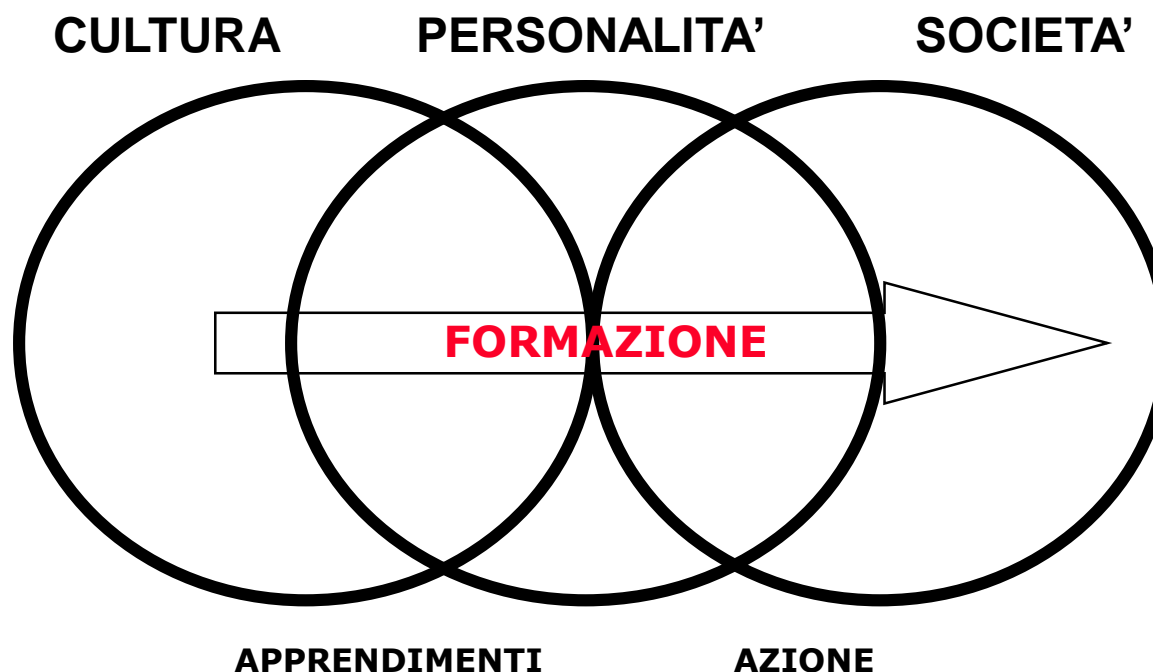 CULTURA PERSONALITA’ SOCIETA’
FORMAZIONE
APPRENDIMENTI AZIONE